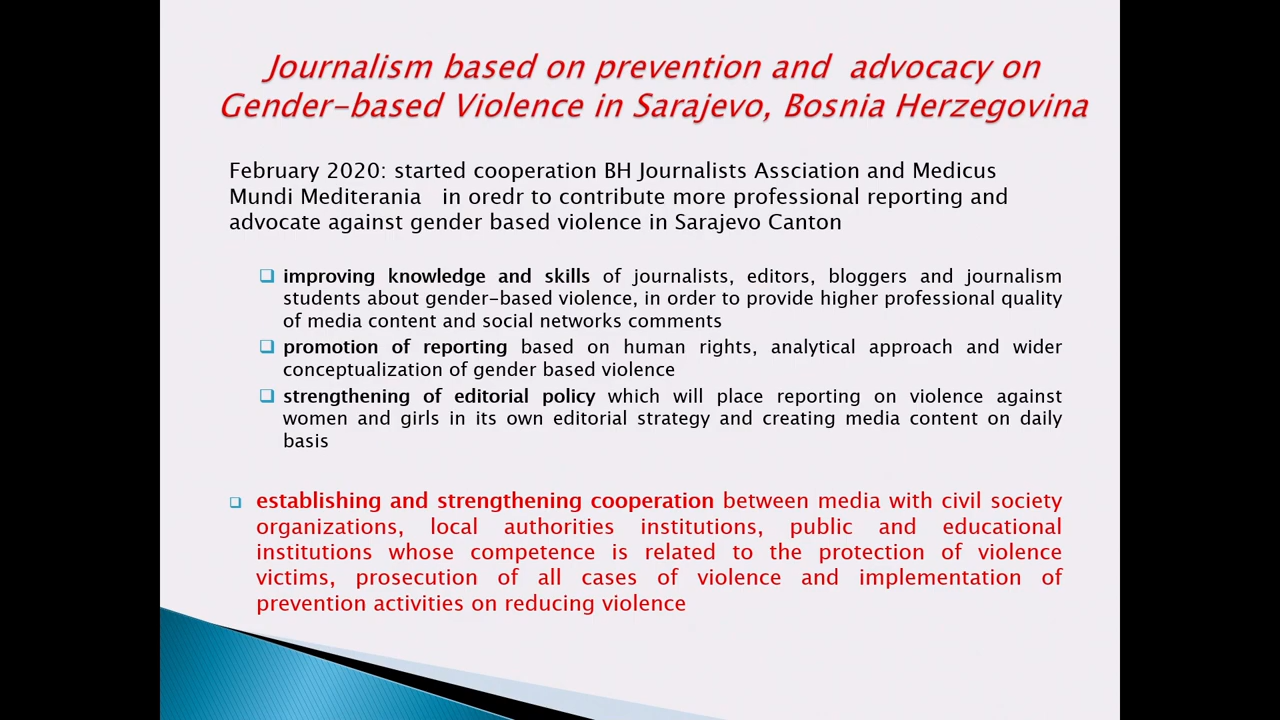 Journalism based on prevention and advocacy on
Gender-based Violence in Sarajevo, Bosnia Herzegovina
February 2020: started cooperation BH Journalists Assciation and Medicus
Mundi Mediterania in oredr to contribute more professional reporting and
advocate against gender based violence in Sarajevo Canton
improving knowledge and skills of journalists, editors, bloggers and journalism
students about gender-based violence, in order to provide higher professional quality
of media content and social networks comments
promotion of reporting based on human rights, analytical approach and wider
conceptualization of gender based violence
strengthening of editorial policy which will place reporting on violence against
women and girls in its own editorial strategy and creating media content on daily
basis
establishing and strengthening cooperation between media with civil society
organizations, local authorities institutions, public and educational
institutions whose competence is related to the protection of violence
victims, prosecution of all cases of violence and implementation of
prevention activities on reducing violence